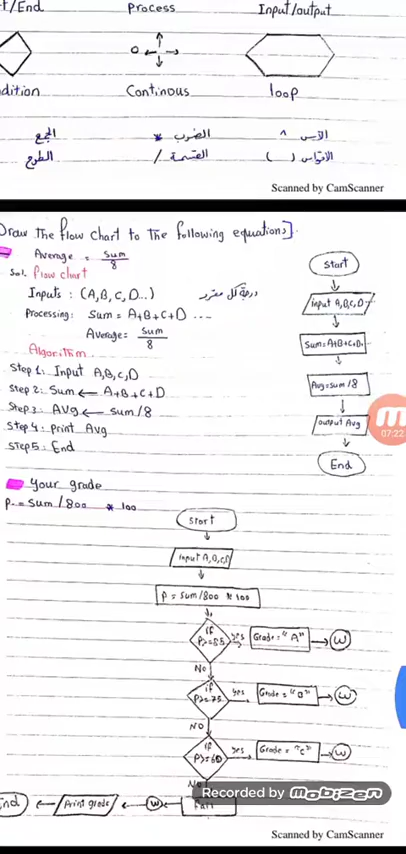 t/End Process Input/output
dition Continous loop
الجمع الضرب * الأس ^
الطرح القسمة / الأقواس ( )
Scanned by CamScanner
Draw the flow chart to the following equations].
Average = sum/8
Sol. flow chart
Inputs : (A,B,C,D...) درجة كل مقرر
Processing: Sum = A+B+C+D ...
Average= sum/8
Algorithm
Step 1: Input A,B,C,D
Step 2: Sum ← A+B+C+D
Step 3: Avg ← sum/8
Step 4: print Avg
Step 5: End
Start
input A,B,C,D
Sum=A+B+C+D.
Avg=sum/8
output Avg
End
07:22
Your grade
P = Sum/800 * 100
Start
input A,B,C,D
P = sum/800 * 100
if P>=85 yes Grade="A" W
No
if P>=75 yes Grade="B" W
No
if P>=60 yes Grade="C" W
No
Recorded by Mobizen
End Print grade W Fail
Scanned by CamScanner